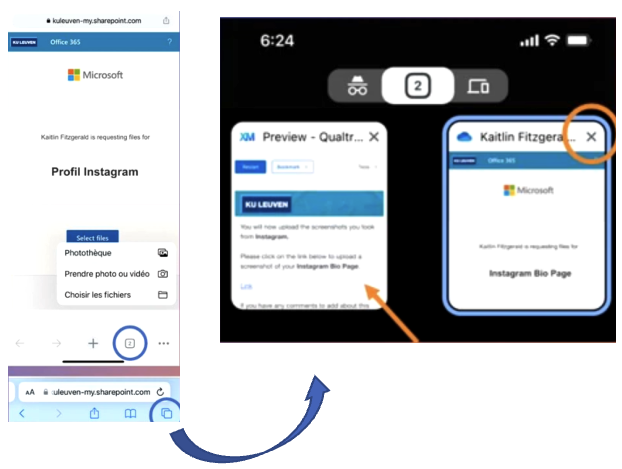 kuleuven-my.sharepoint.com
KU LEUVEN Office 365 ?
Microsoft
Kaitlin Fitzgerald is requesting files for
Profil Instagram
Select files
Photothèque
Prendre photo ou vidéo
Choisir les fichiers
2
AA uleuven-my.sharepoint.com
6:24
2
XM Preview - Qualtr...
Restart Bookmark Tools
KU LEUVEN
You will now upload the screenshots you took
from Instagram.
Please click on the link below to upload a
screenshot of your Instagram Bio Page
Link
If you have any comments to add about this
Kaitlin Fitzgera...
KU LEUVEN Office 365
Microsoft
Kaitlin Fitzgerald is requesting files for
Instagram Bio Page